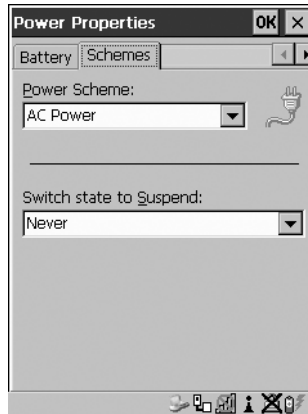 Power Properties OK ×
Battery Schemes
Power Scheme:
AC Power
Switch state to Suspend:
Never